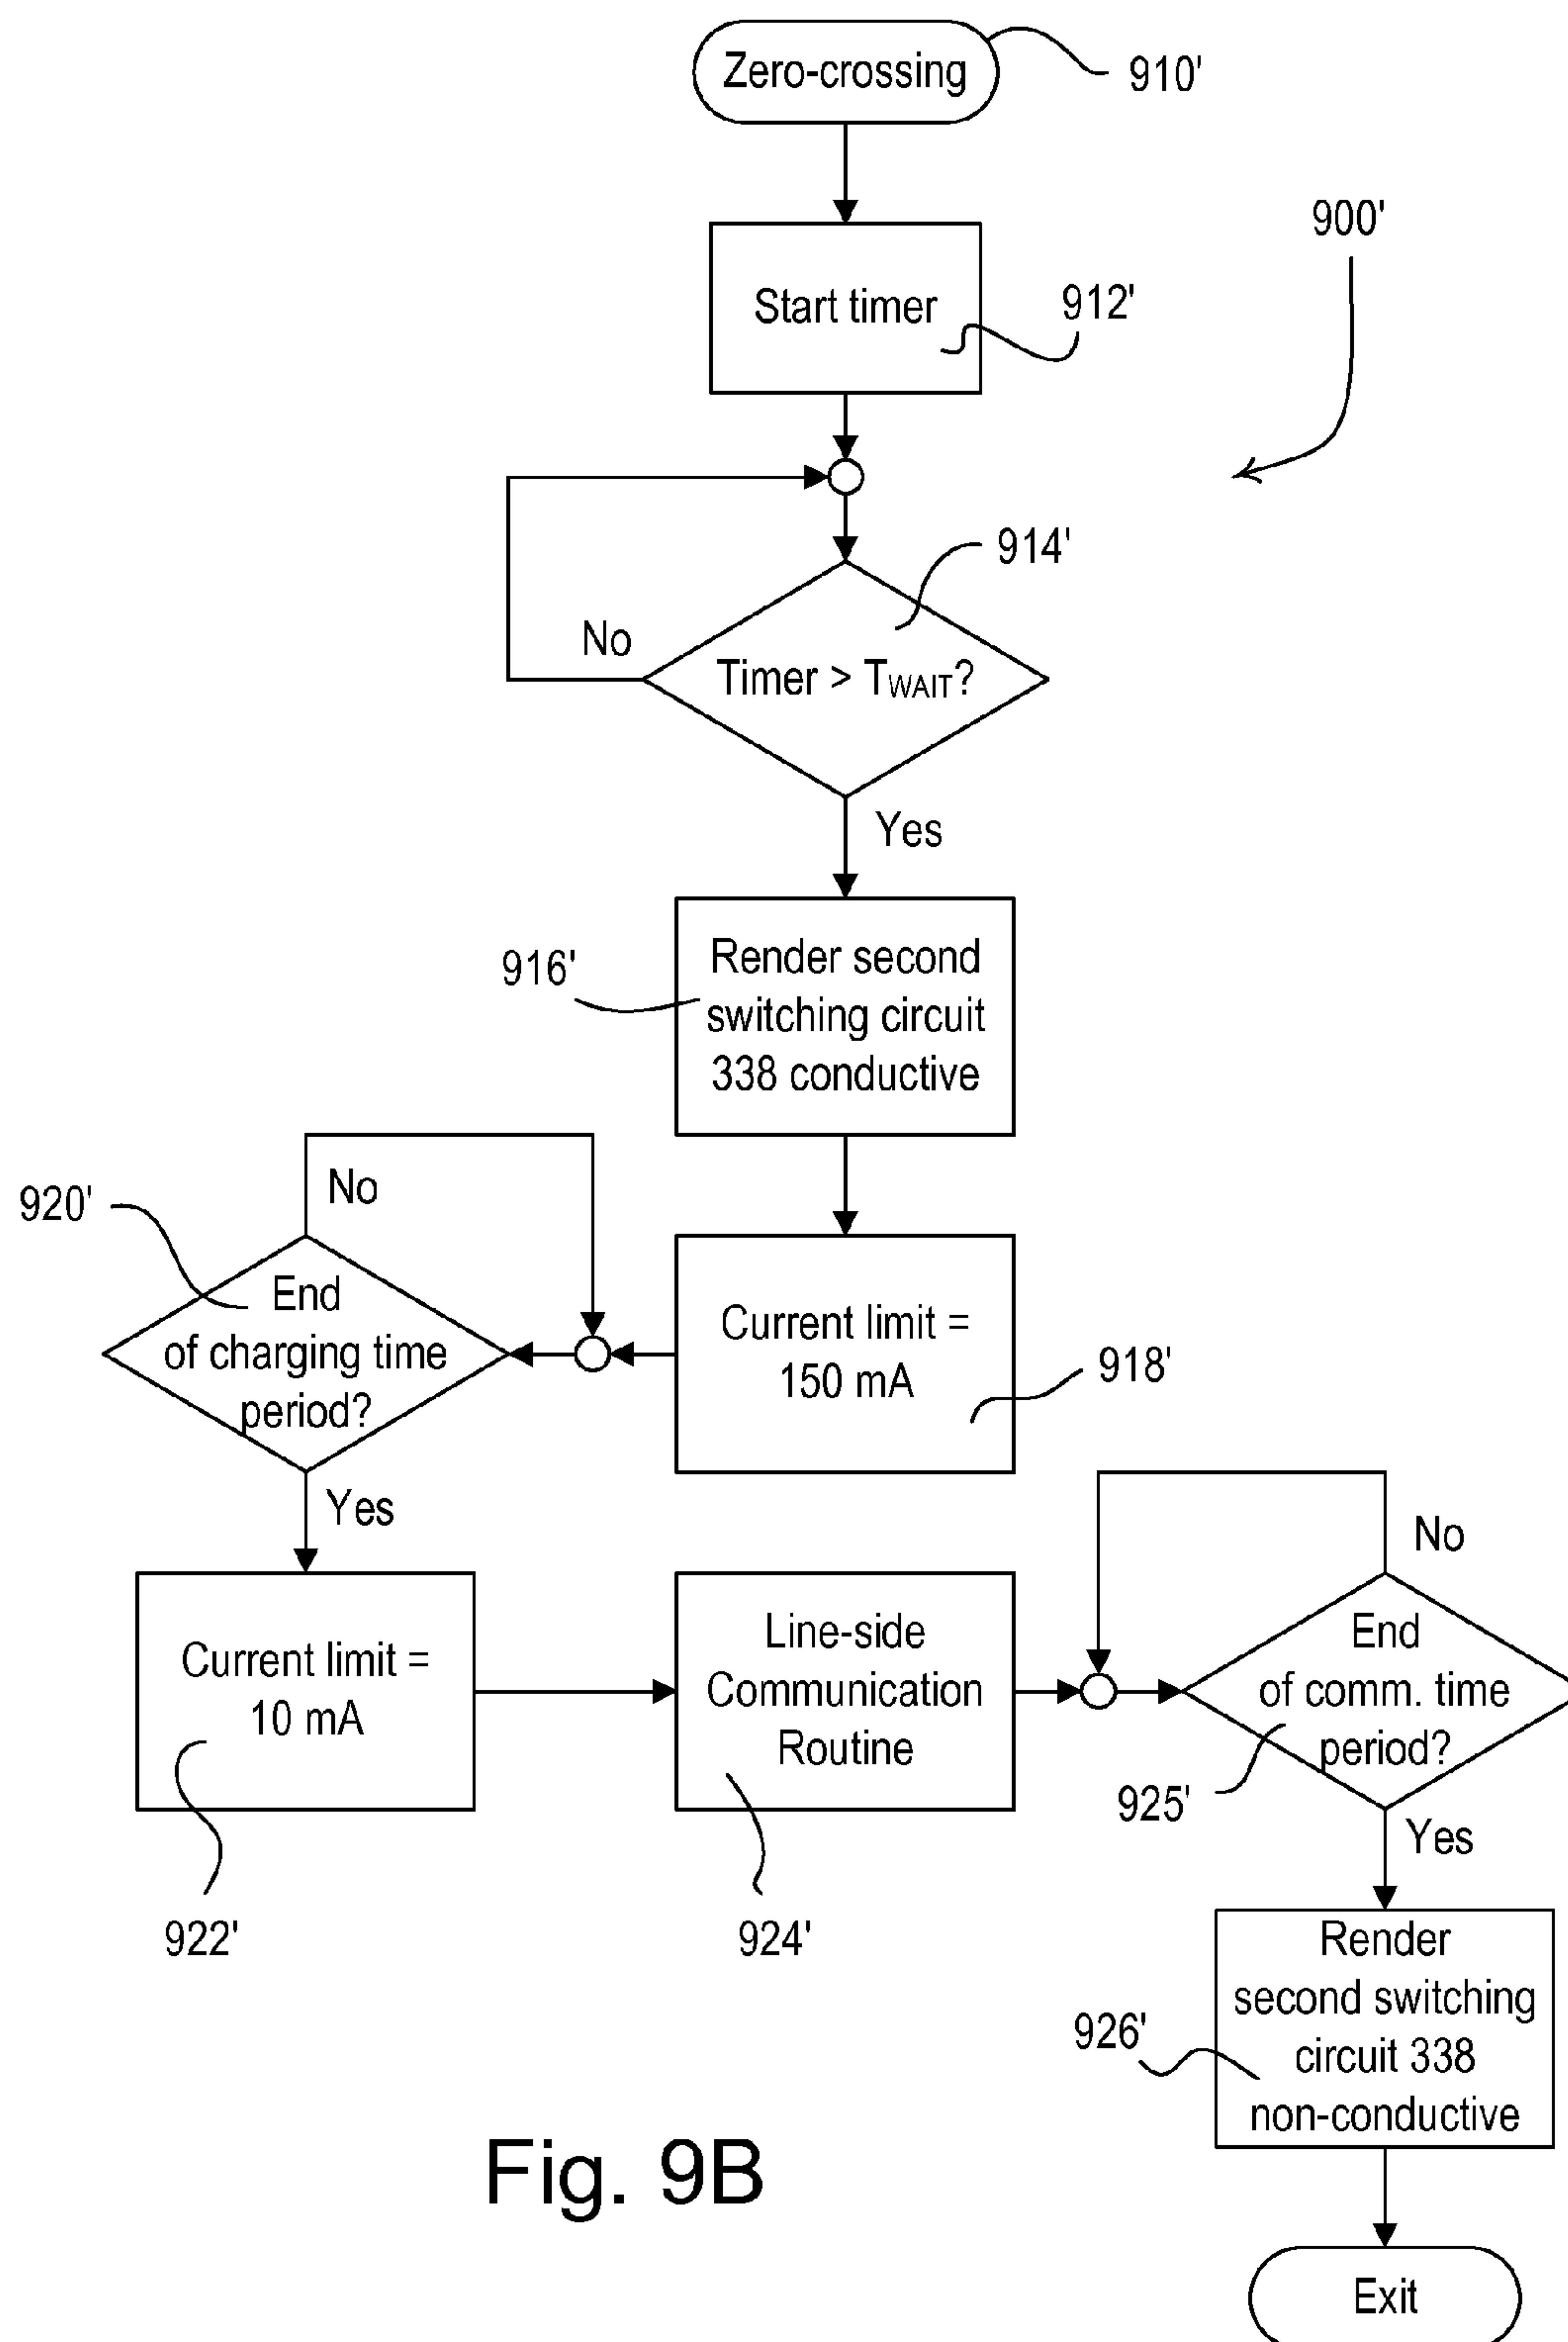 Zero-crossing
910'
900'
Start timer
912'
914'
No
Timer > TWAIT?
Yes
916'
Render second
switching circuit
338 conductive
No
920'
End
of charging time
period?
Current limit =
150 mA
918'
Yes
No
Current limit =
10 mA
Line-side
Communication
Routine
End
of comm. time
period?
925'
Yes
922'
924'
Render
second switching
circuit 338
non-conductive
926'
Fig. 9B
Exit